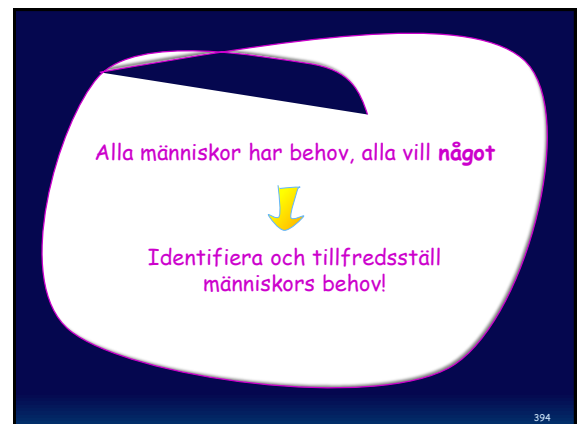 Alla människor har behov, alla vill något
Identifiera och tillfredsställ
människors behov!
394